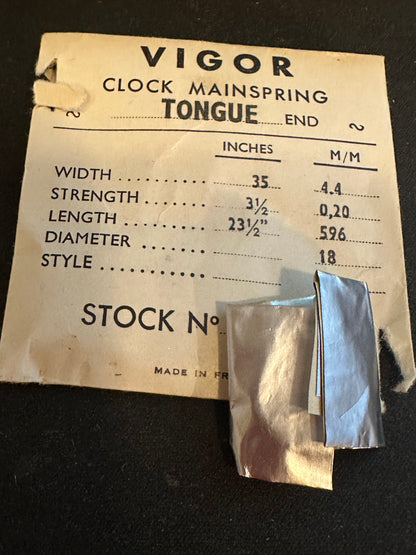 VIGOR
CLOCK MAINSPRING
TONGUE END 2
2
INCHES M/M
WIDTH .......... 35 4.4
STRENGTH ....... 3½ 0,20
LENGTH .......... 23½" 596
DIAMETER ....... 18
STYLE ...........
STOCK Nº
MADE IN FR